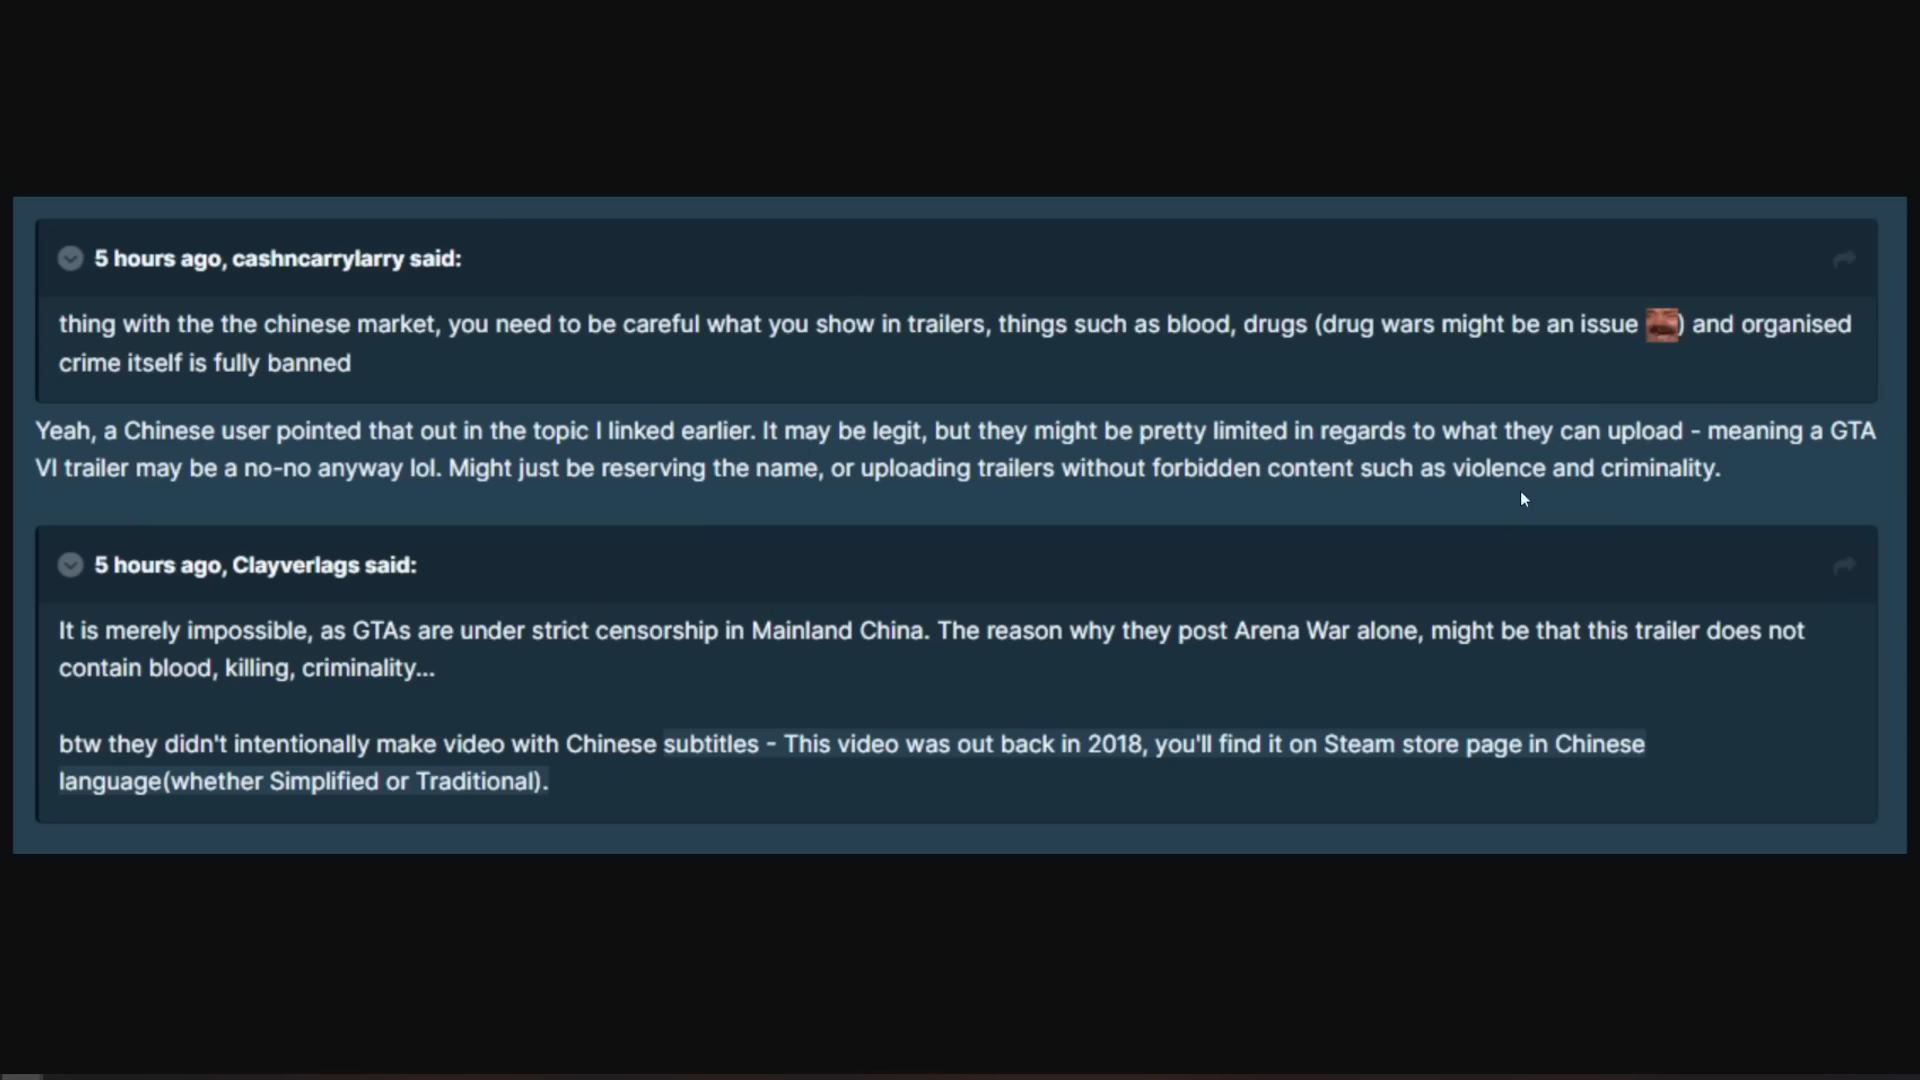 5 hours ago, cashncarrylarry said:
thing with the the chinese market, you need to be careful what you show in trailers, things such as blood, drugs (drug wars might be an issue ) and organised
crime itself is fully banned
Yeah, a Chinese user pointed that out in the topic I linked earlier. It may be legit, but they might be pretty limited in regards to what they can upload - meaning a GTA
VI trailer may be a no-no anyway lol. Might just be reserving the name, or uploading trailers without forbidden content such as violence and criminality.
5 hours ago, Clayverlags said:
It is merely impossible, as GTAs are under strict censorship in Mainland China. The reason why they post Arena War alone, might be that this trailer does not
contain blood, killing, criminality...
btw they didn't intentionally make video with Chinese subtitles - This video was out back in 2018, you'll find it on Steam store page in Chinese
language(whether Simplified or Traditional).